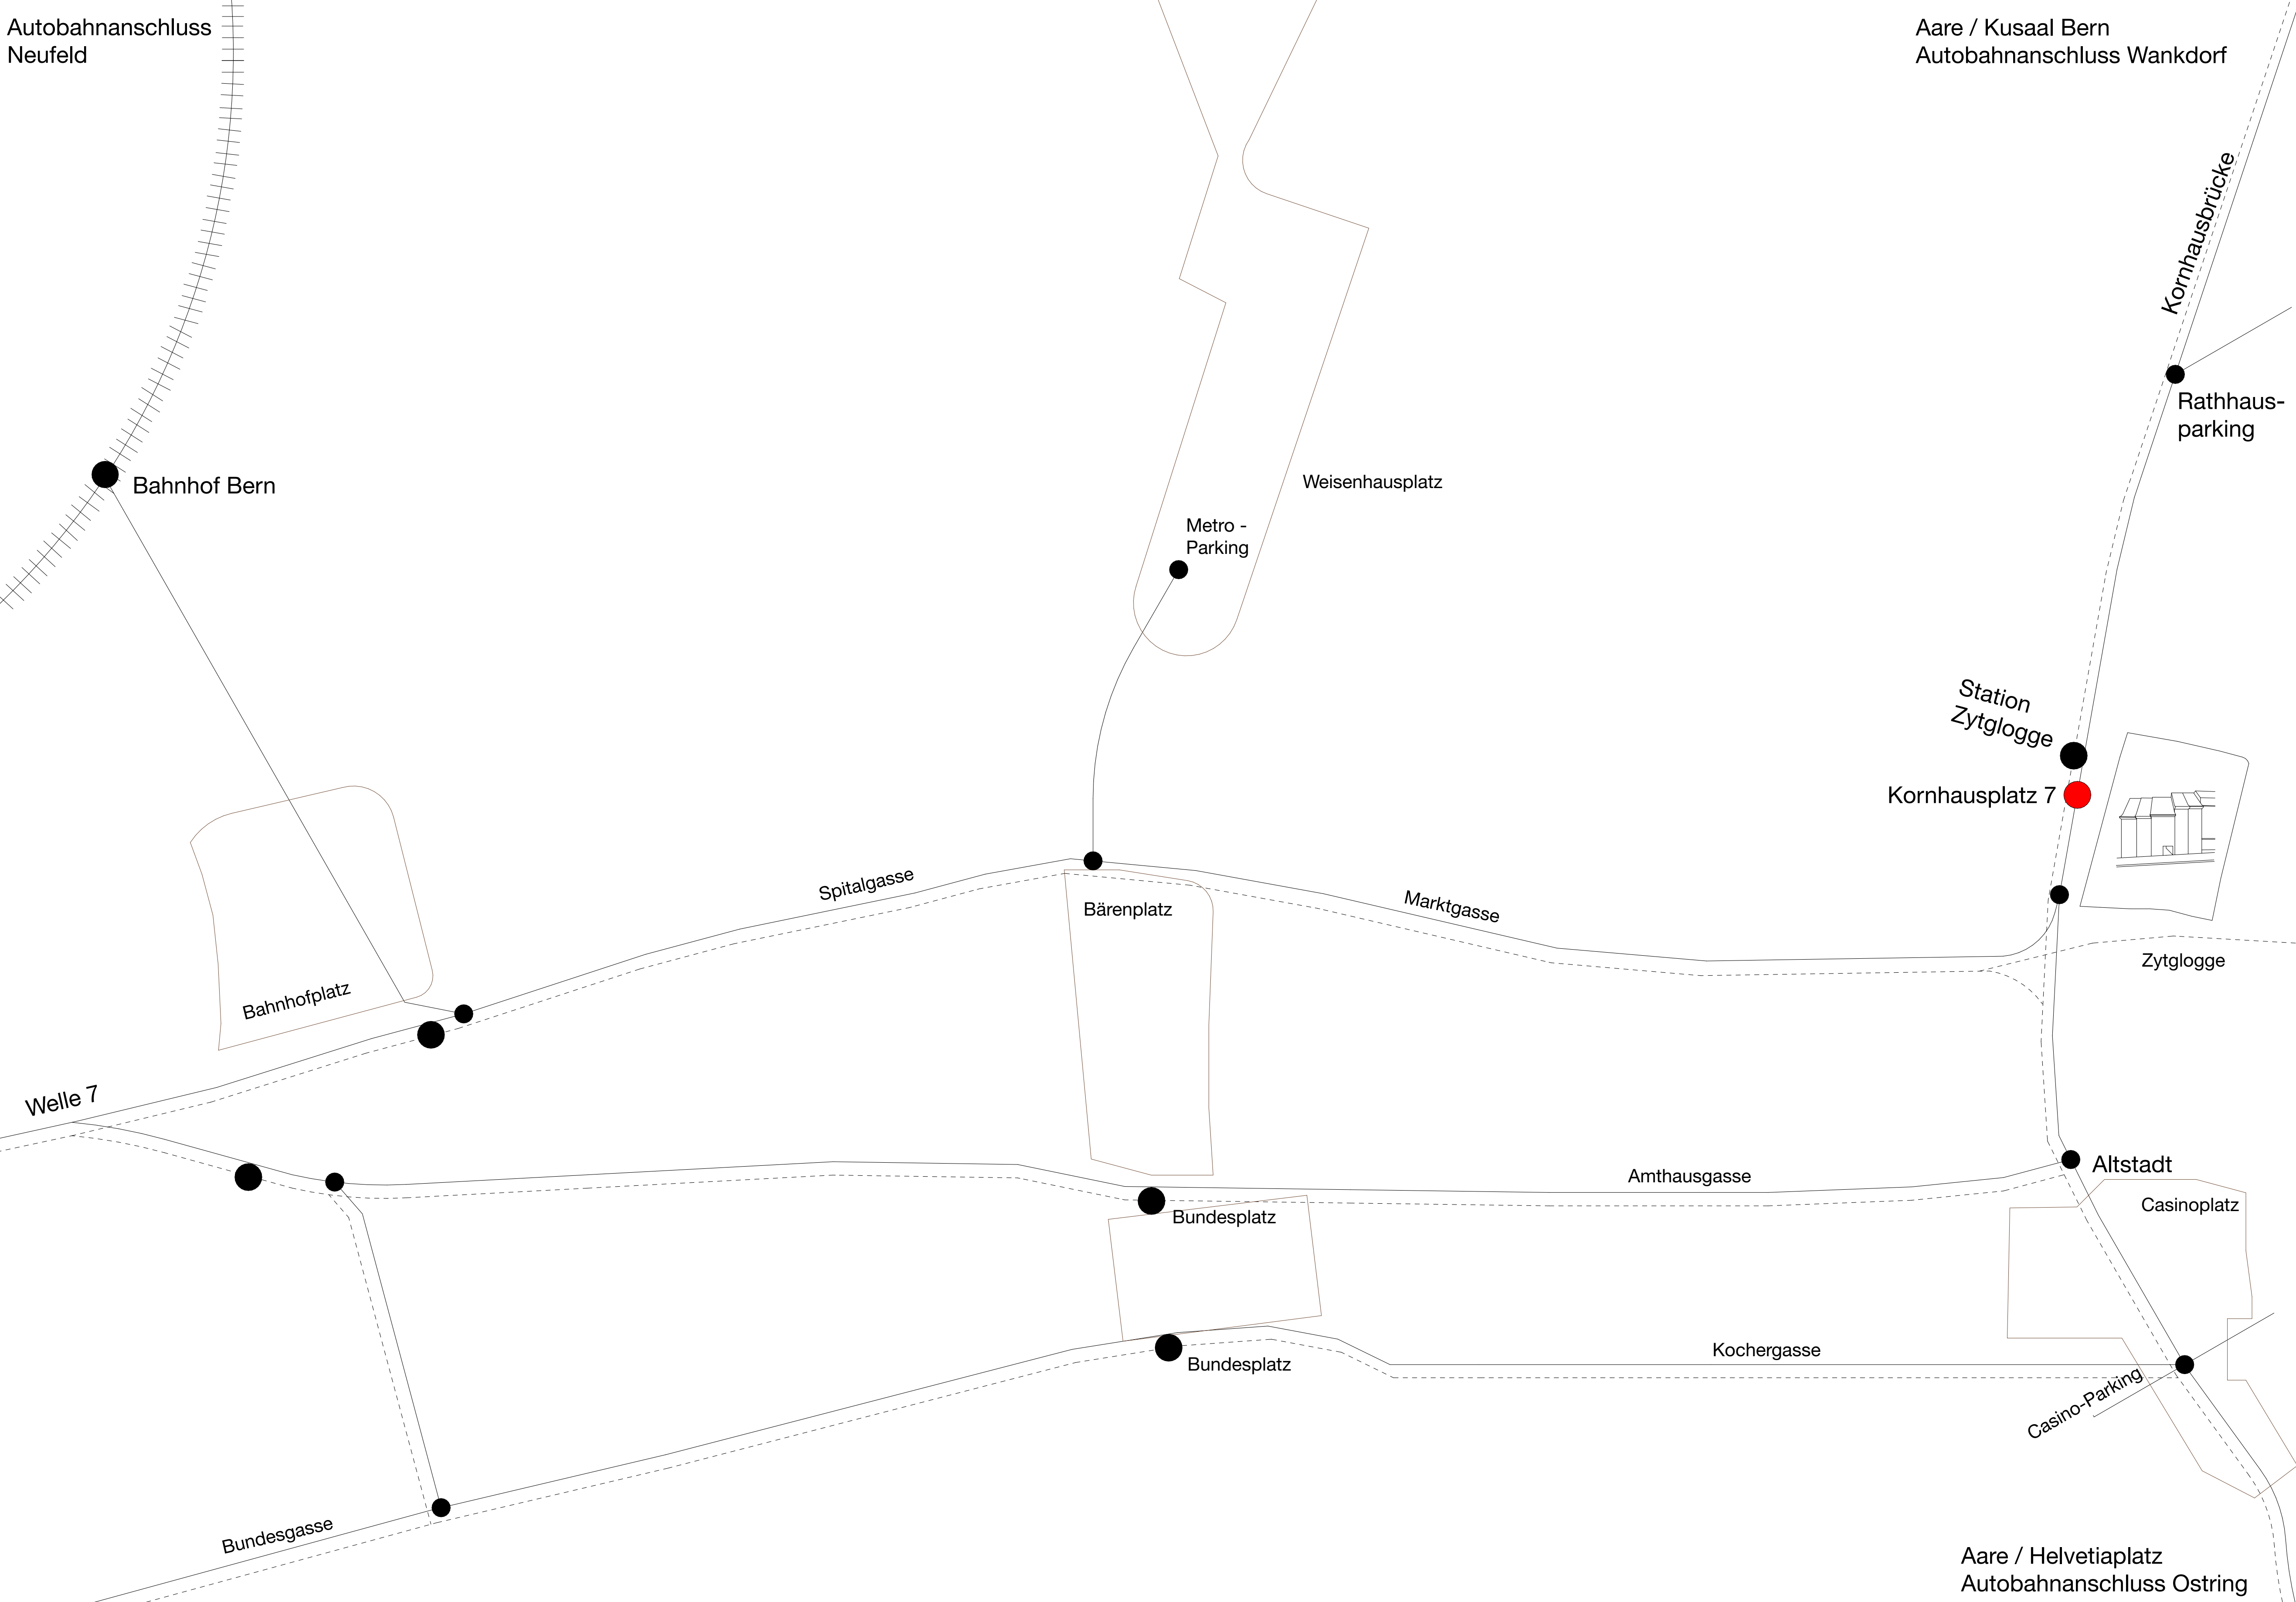 Autobahnanschluss
Neufeld
Aare / Kusaal Bern
Autobahnanschluss Wankdorf
Kornhausbrücke
Rathhaus-
parking
Bahnhof Bern
Weisenhausplatz
Metro -
Parking
Station
Zytglogge
Kornhausplatz 7
Spitalgasse
Marktgasse
Bärenplatz
Zytglogge
Bahnhofplatz
Welle 7
Altstadt
Amthausgasse
Casinoplatz
Bundesplatz
Kochergasse
Bundesplatz
Casino-Parking
Bundesgasse
Aare / Helvetiaplatz
Autobahnanschluss Ostring